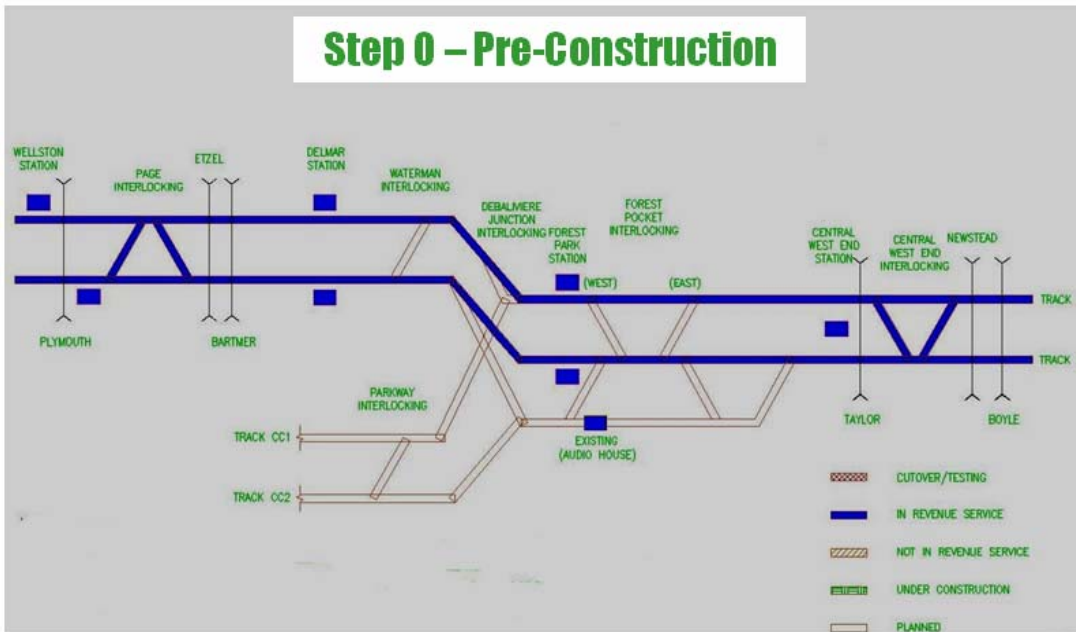 Step 0 – Pre-Construction
WELLSTON
STATION
PAGE
INTERLOCKING
ETZEL
DELMAR
STATION
WATERMAN
INTERLOCKING
DEBALIVIERE
JUNCTION
INTERLOCKING
FOREST
PARK
STATION
FOREST
POCKET
INTERLOCKING
(WEST)
(EAST)
CENTRAL
WEST END
STATION
CENTRAL
WEST END
INTERLOCKING
NEWSTEAD
TRACK
PLYMOUTH
BARTMER
TRACK
PARKWAY
INTERLOCKING
TAYLOR
BOYLE
TRACK CC1
EXISTING
(AUDIO HOUSE)
TRACK CC2
CUTOVER/TESTING
IN REVENUE SERVICE
NOT IN REVENUE SERVICE
UNDER CONSTRUCTION
PLANNED